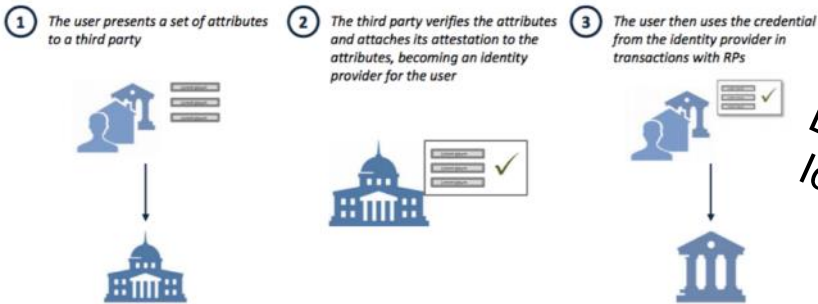 1
The user presents a set of attributes
to a third party
2
The third party verifies the attributes
and attaches its attestation to the
attributes, becoming an identity
provider for the user
3
The user then uses the credential
from the identity provider in
transactions with RPs